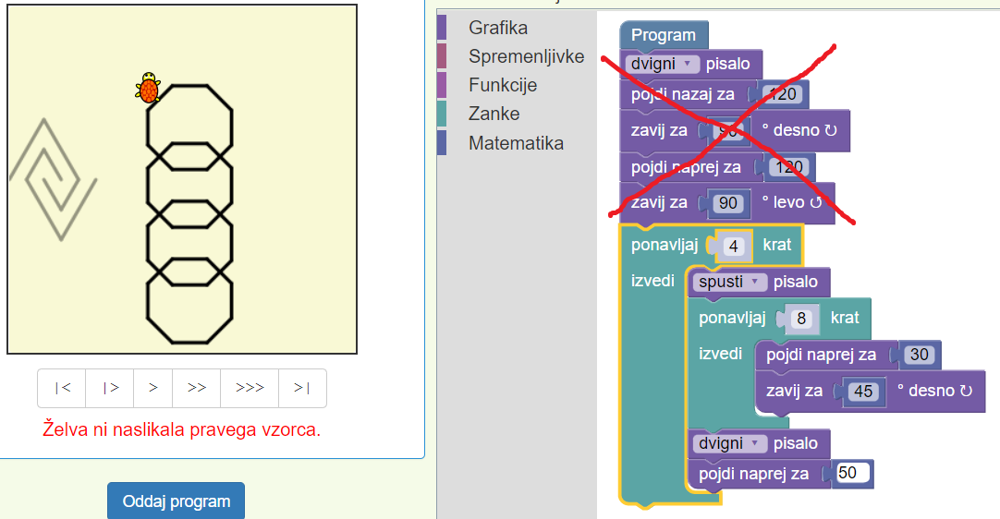 |< |> > >> >>> >|
Želva ni naslikala pravega vzorca.
Oddaj program
Grafika
Spremenljivke
Funkcije
Zanke
Matematika
Program
dvigni ▾ pisalo
pojdi nazaj za 120
zavij za 90 ° desno ↻
pojdi naprej za 120
zavij za 90 ° levo ↺
ponavljaj 4 krat
izvedi spusti ▾ pisalo
ponavljaj 8 krat
izvedi pojdi naprej za 30
zavij za 45 ° desno ↻
dvigni ▾ pisalo
pojdi naprej za 50